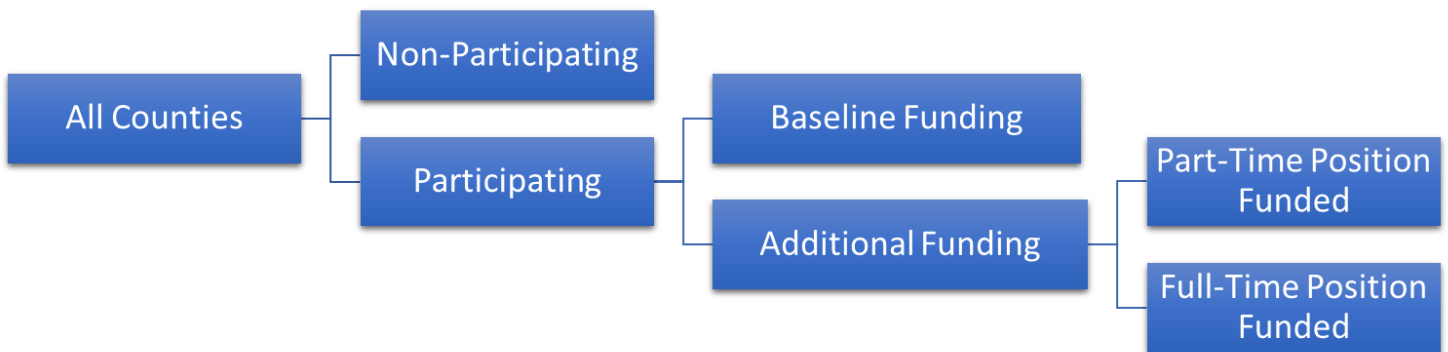 All Counties
Non-Participating
Participating
Baseline Funding
Additional Funding
Part-Time Position
Funded
Full-Time Position
Funded